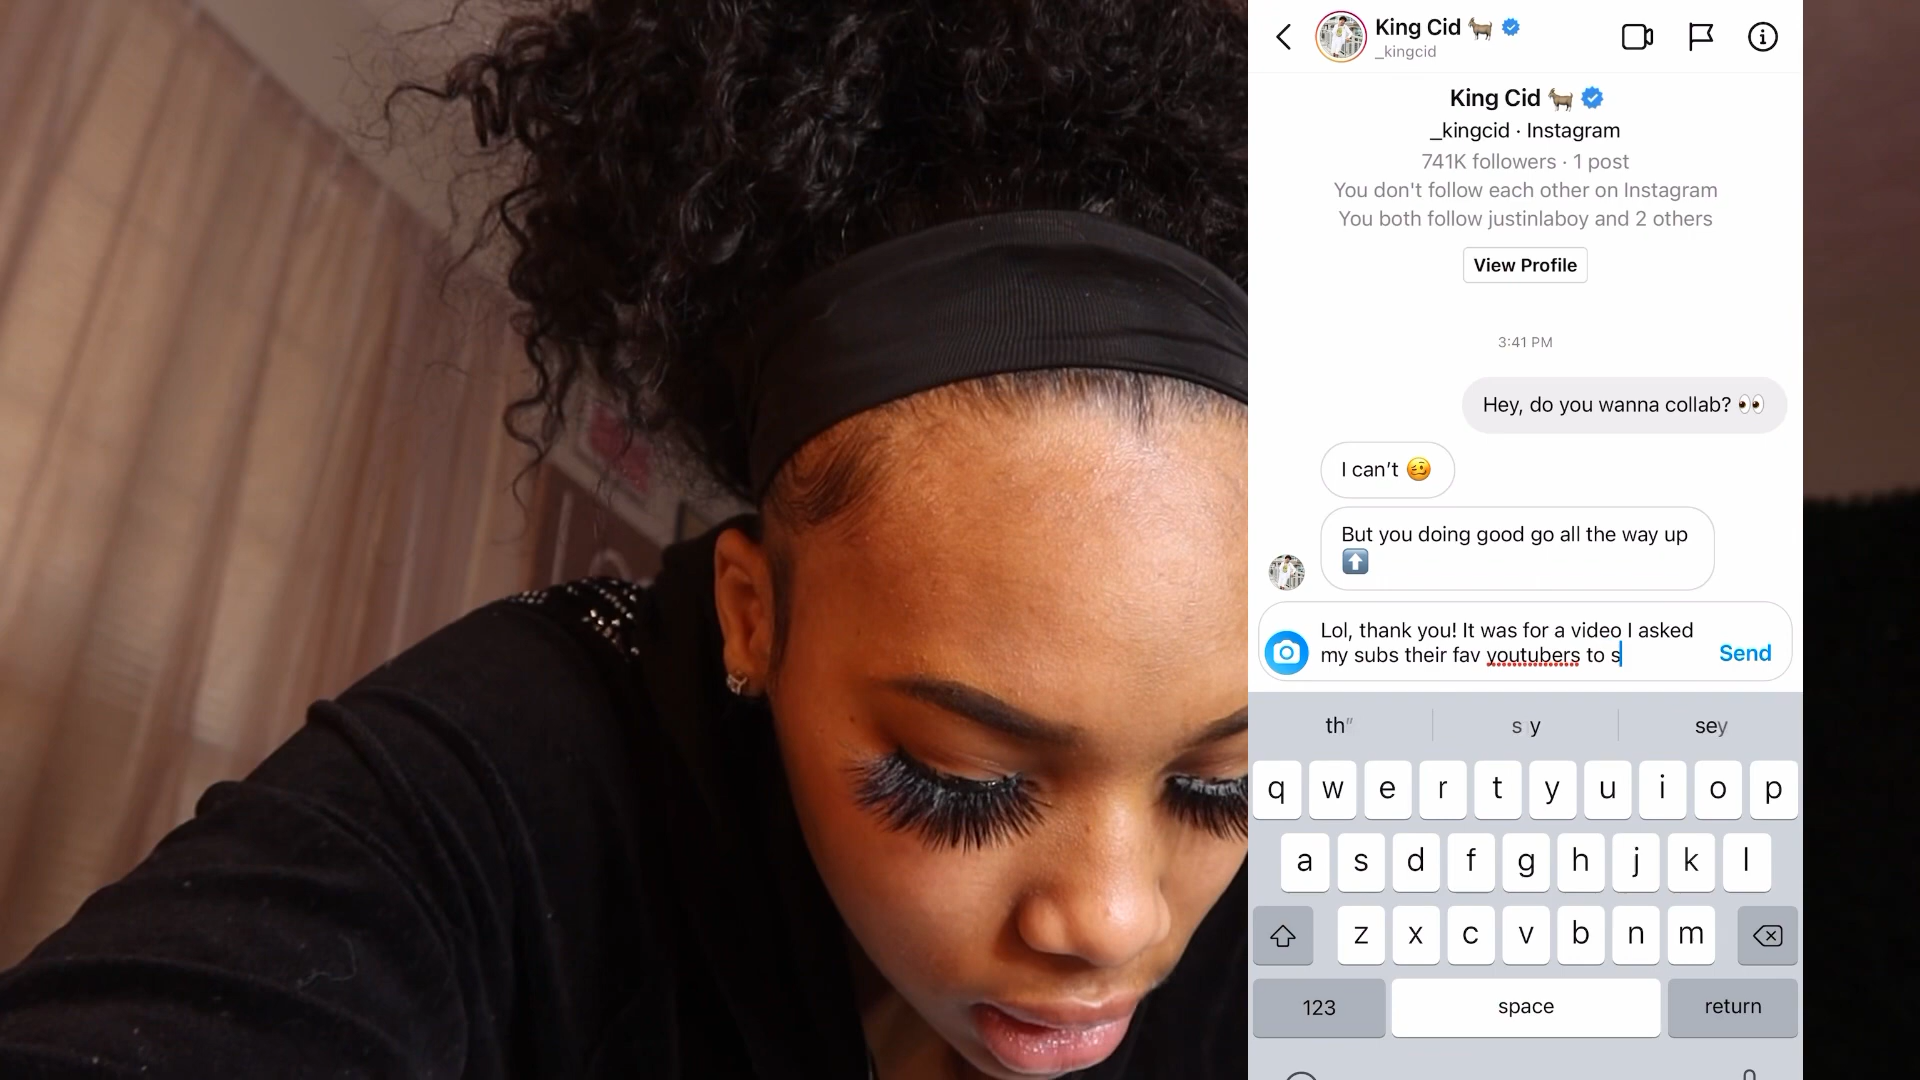 King Cid 🐐
_kingcid
King Cid 🐐
_kingcid · Instagram
741K followers · 1 post
You don't follow each other on Instagram
You both follow justinlaboy and 2 others
View Profile
3:41 PM
Hey, do you wanna collab? 👀
I can't 🥴
But you doing good go all the way up
⬆️
Lol, thank you! It was for a video I asked
my subs their fav youtubers to s
Send
th" s y sey
q w e r t y u i o p
a s d f g h j k l
z x c v b n m
123 space return